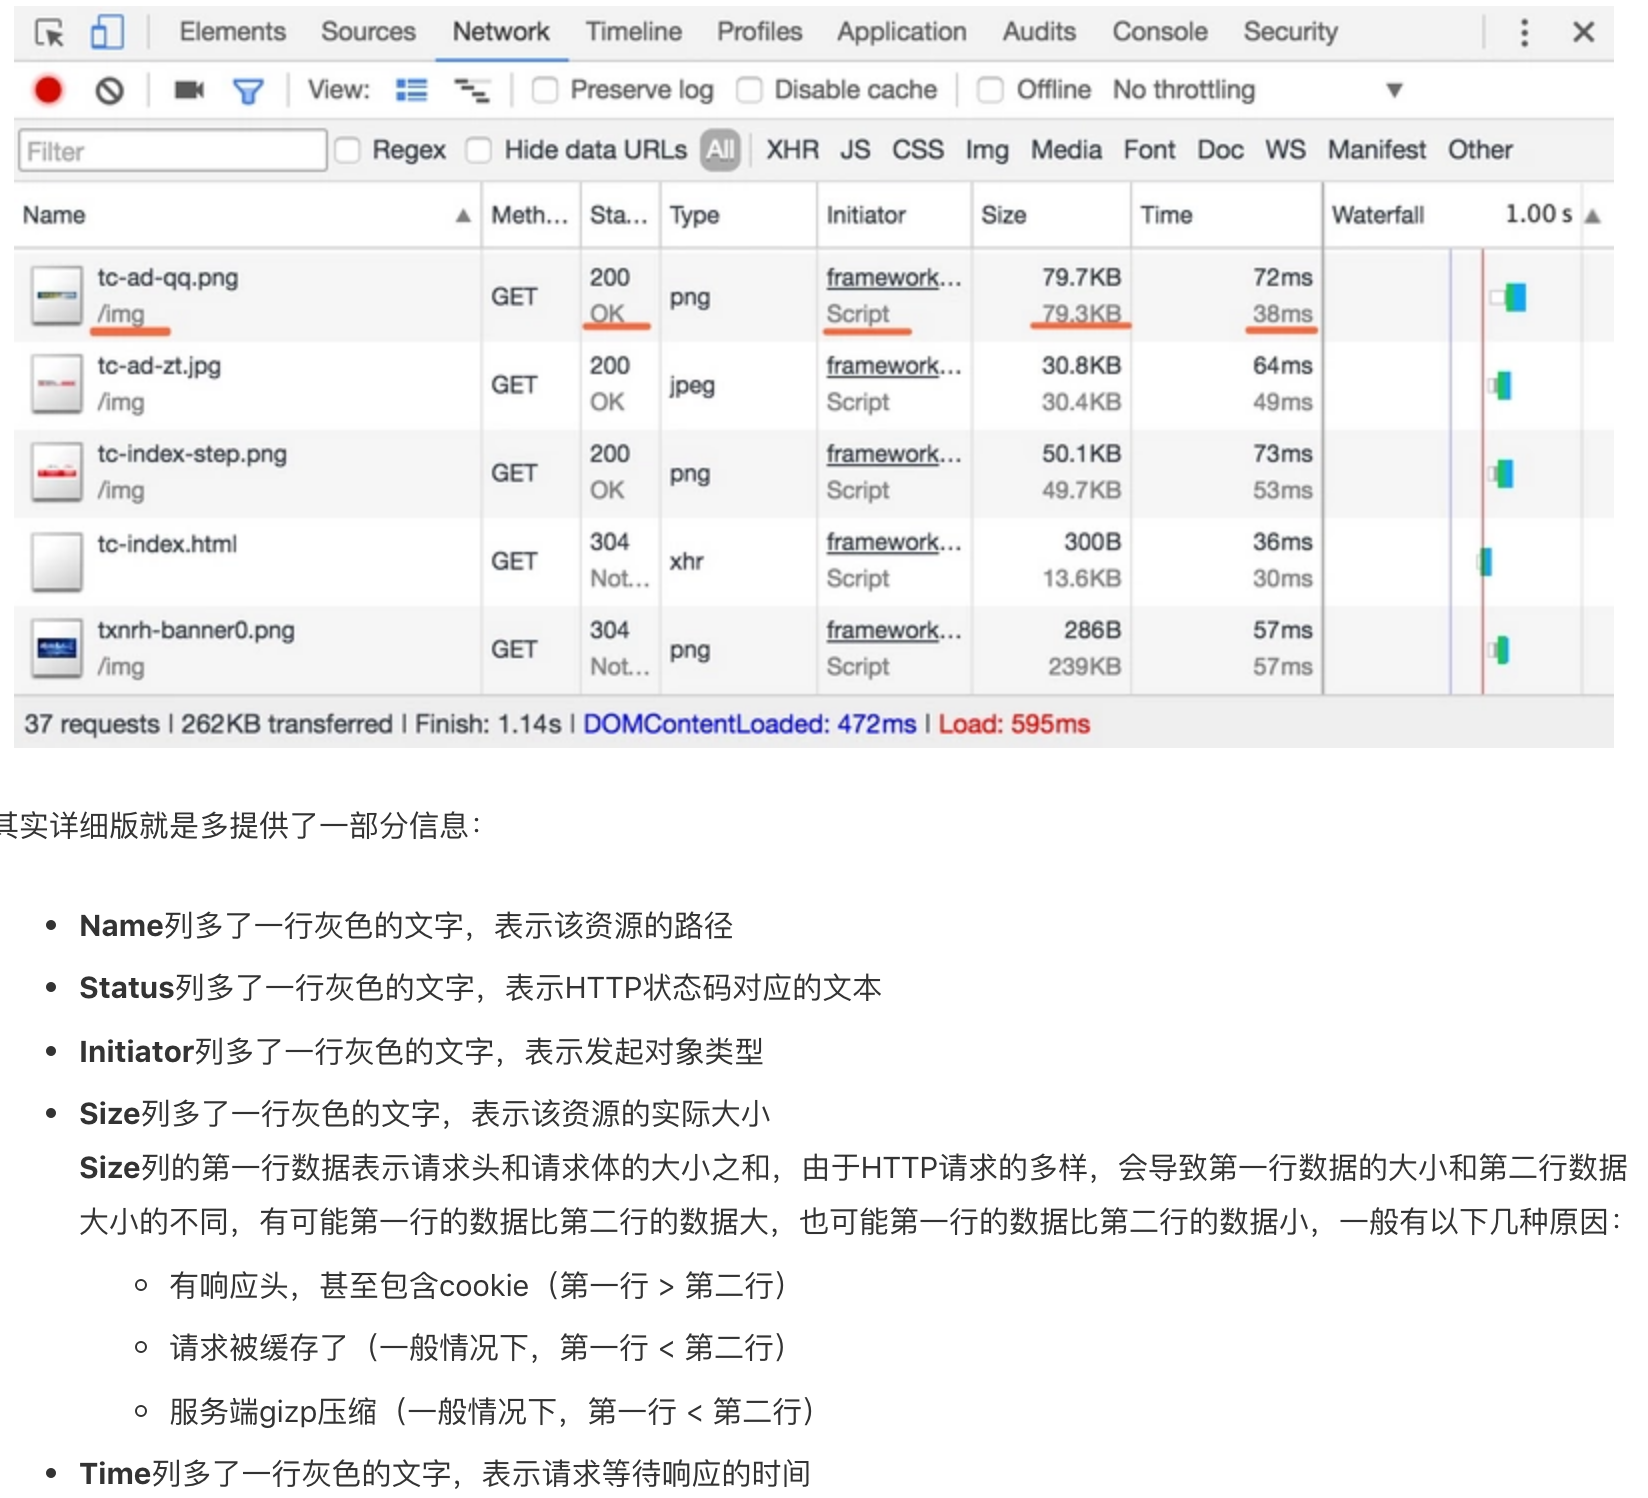 Elements Sources Network Timeline Profiles Application Audits Console Security
View: Preserve log Disable cache Offline No throttling
Filter Regex Hide data URLs All XHR JS CSS Img Media Font Doc WS Manifest Other
Name Meth... Sta... Type Initiator Size Time Waterfall 1.00 s
tc-ad-qq.png 200 framework... 79.7KB 72ms
GET png
/img OK Script 79.3KB 38ms
tc-ad-zt.jpg 200 framework... 30.8KB 64ms
GET jpeg
/img OK Script 30.4KB 49ms
tc-index-step.png 200 framework... 50.1KB 73ms
GET png
/img OK Script 49.7KB 53ms
tc-index.html 304 framework... 300B 36ms
GET xhr
Not... Script 13.6KB 30ms
txnrh-banner0.png 304 framework... 286B 57ms
GET png
/img Not... Script 239KB 57ms
37 requests | 262KB transferred | Finish: 1.14s | DOMContentLoaded: 472ms | Load: 595ms
其实详细版就是多提供了一部分信息：
Name列多了一行灰色的文字，表示该资源的路径
Status列多了一行灰色的文字，表示HTTP状态码对应的文本
Initiator列多了一行灰色的文字，表示发起对象类型
Size列多了一行灰色的文字，表示该资源的实际大小
Size列的第一行数据表示请求头和请求体的大小之和，由于HTTP请求的多样，会导致第一行数据的大小和第二行数据
大小的不同，有可能第一行的数据比第二行的数据大，也可能第一行的数据比第二行的数据小，一般有以下几种原因：
有响应头，甚至包含cookie（第一行 > 第二行）
请求被缓存了（一般情况下，第一行 < 第二行）
服务端gizp压缩（一般情况下，第一行 < 第二行）
Time列多了一行灰色的文字，表示请求等待响应的时间